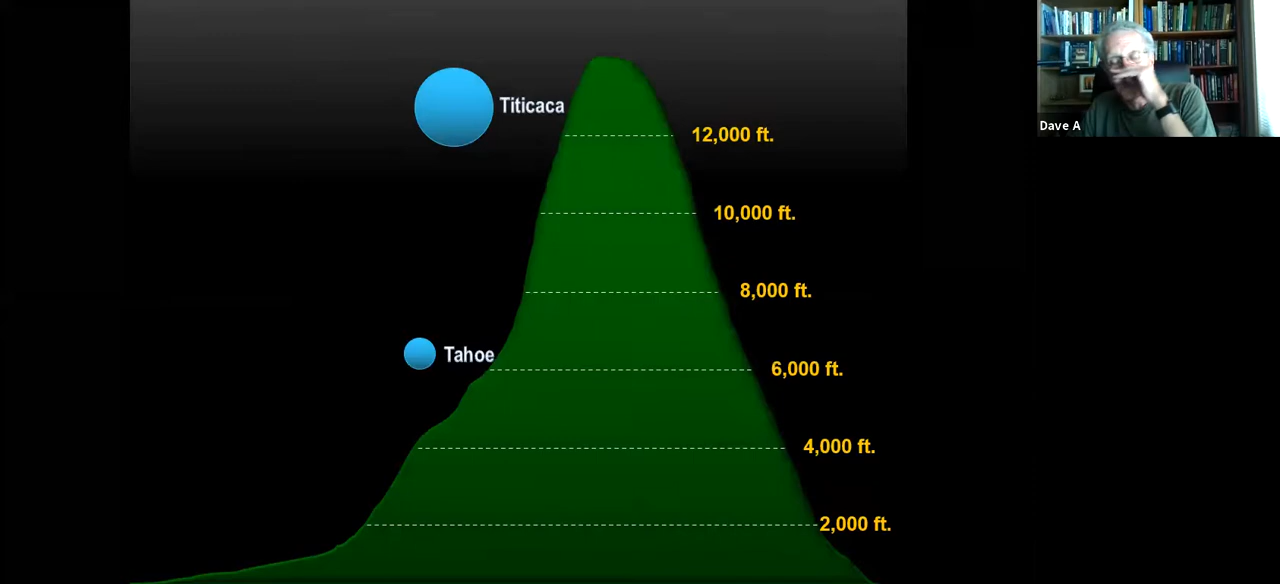 Titicaca
12,000 ft.
10,000 ft.
8,000 ft.
Tahoe
6,000 ft.
4,000 ft.
2,000 ft.
Dave A